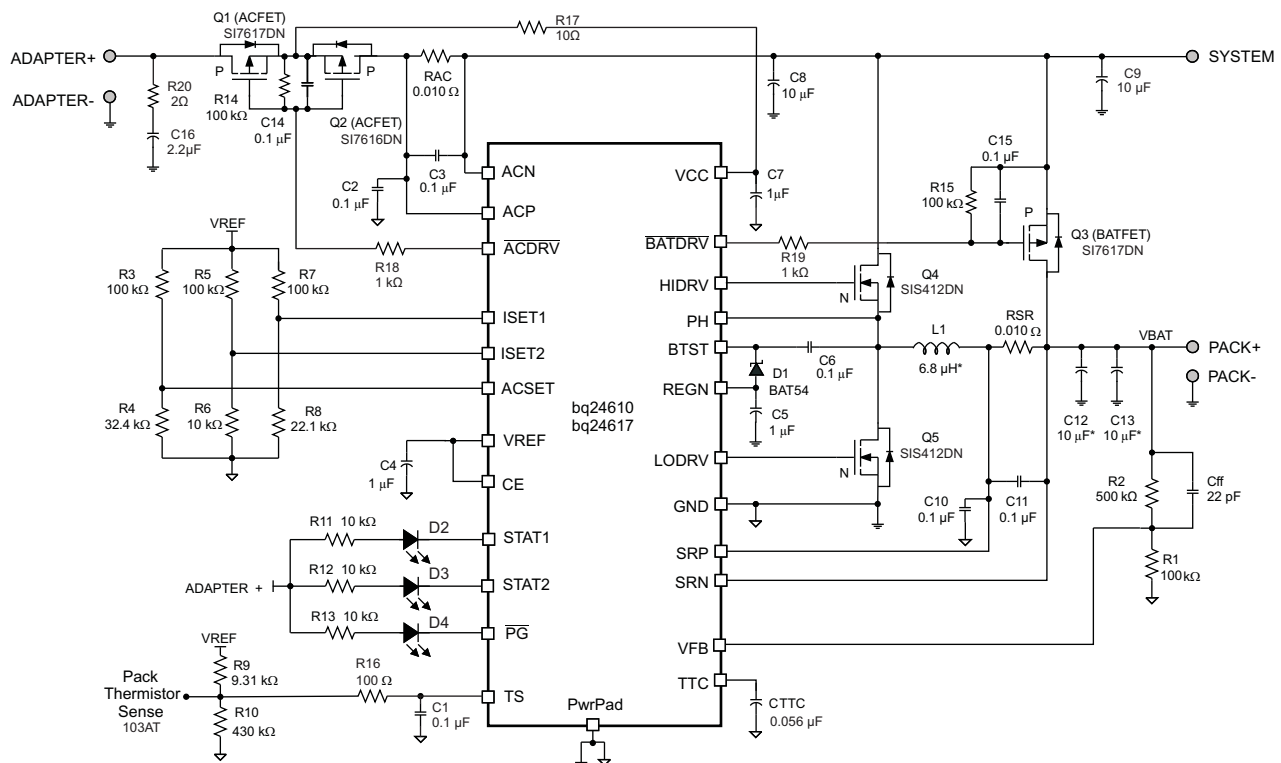 Q1 (ACFET)
SI7617DN
R17
10Ω
ADAPTER+
SYSTEM
P
P
RAC
0.010 Ω
C8
10 µF
C9
10 µF
R20
2Ω
ADAPTER-
R14
100 kΩ
C14
0.1 µF
Q2 (ACFET)
SI7616DN
C16
2.2µF
C15
0.1 µF
ACN
VCC
C7
1µF
C2
0.1 µF
C3
0.1 µF
R15
100 kΩ
P
ACP
VREF
ACDRV
BATDRV
Q3 (BATFET)
SI7617DN
R18
1 kΩ
R19
1 kΩ
R3
100 kΩ
R5
100 kΩ
R7
100 kΩ
Q4
SIS412DN
HIDRV
N
ISET1
PH
RSR
0.010 Ω
VBAT
ISET2
BTST
L1
6.8 µH*
PACK+
C6
0.1 µF
D1
BAT54
ACSET
REGN
PACK-
R4
32.4 kΩ
R6
10 kΩ
R8
22.1 kΩ
bq24610
bq24617
C5
1 µF
C12
10 µF*
C13
10 µF*
VREF
Q5
SIS412DN
LODRV
N
C4
1 µF
CE
R2
500 kΩ
Cff
22 pF
GND
C10
0.1 µF
C11
0.1 µF
R11 10 kΩ
D2
STAT1
SRP
R12 10 kΩ
D3
STAT2
SRN
R1
100kΩ
ADAPTER +
R13 10 kΩ
D4
PG
VFB
VREF
R9
9.31 kΩ
R16
100 Ω
TTC
Pack
Thermistor
Sense
103AT
TS
R10
430 kΩ
C1
0.1 µF
PwrPad
CTTC
0.056 µF